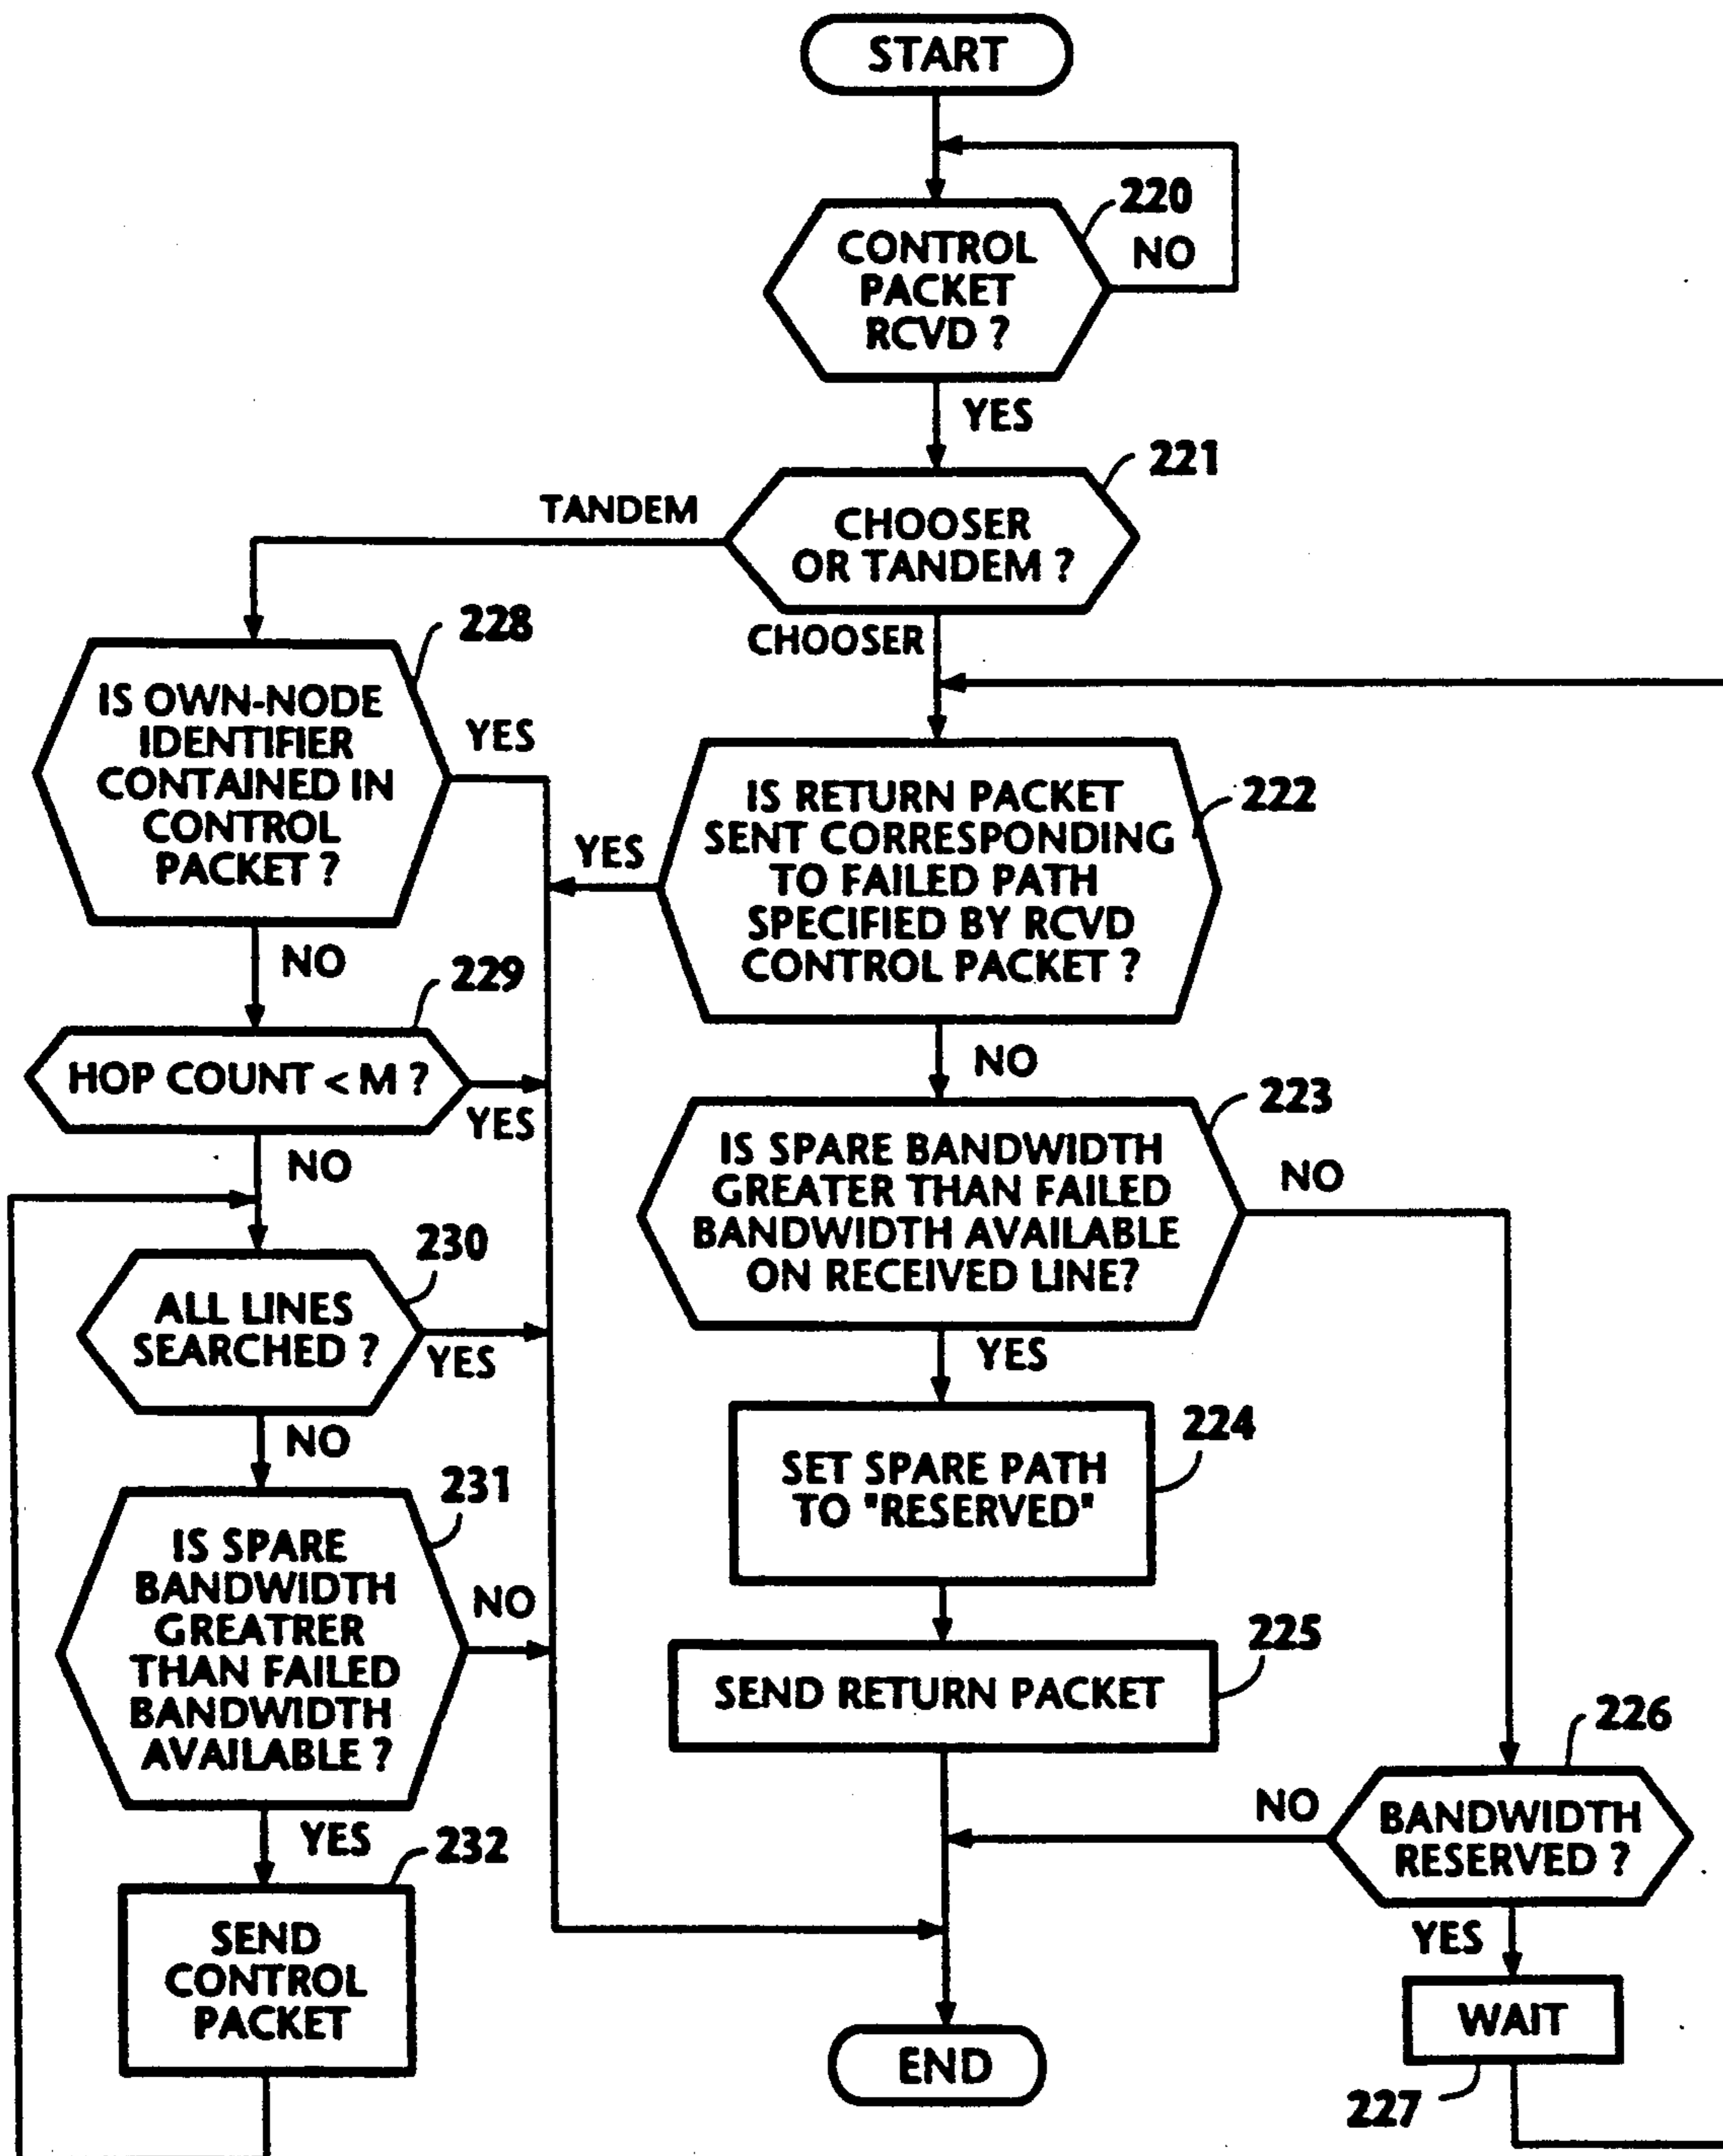 START
220
NO
CONTROL
PACKET
RCVD ?
YES
221
TANDEM
CHOOSER
OR TANDEM ?
CHOOSER
228
IS OWN-NODE
IDENTIFIER
CONTAINED IN
CONTROL
PACKET ?
YES
NO
222
IS RETURN PACKET
SENT CORRESPONDING
TO FAILED PATH
SPECIFIED BY RCVD
CONTROL PACKET ?
YES
NO
229
HOP COUNT < M ?
YES
NO
223
IS SPARE BANDWIDTH
GREATER THAN FAILED
BANDWIDTH AVAILABLE
ON RECEIVED LINE?
NO
YES
230
ALL LINES
SEARCHED ?
YES
NO
224
SET SPARE PATH
TO "RESERVED"
231
IS SPARE
BANDWIDTH
GREATRER
THAN FAILED
BANDWIDTH
AVAILABLE ?
NO
YES
225
SEND RETURN PACKET
226
NO
BANDWIDTH
RESERVED ?
YES
232
SEND
CONTROL
PACKET
WAIT
227
END